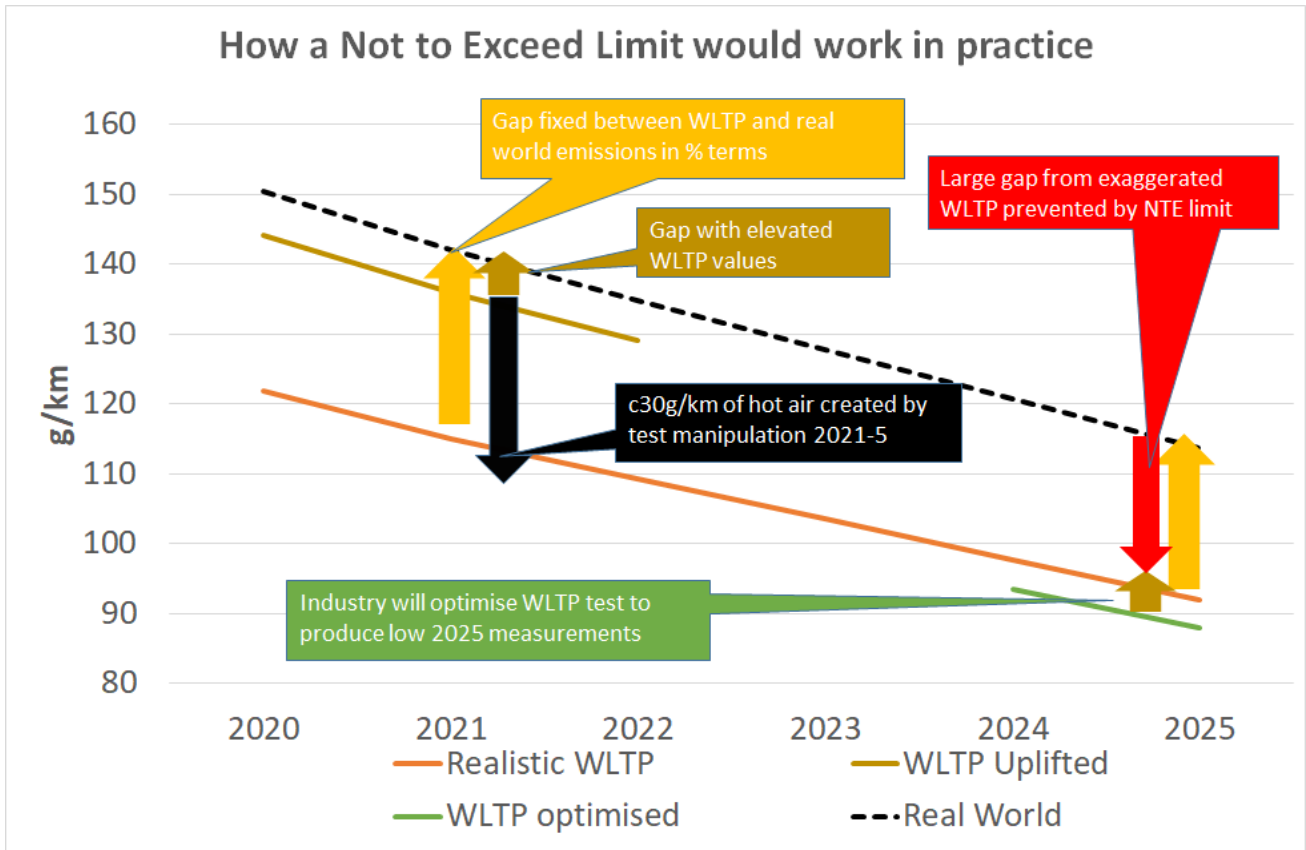 How a Not to Exceed Limit would work in practice
160
150
140
130
120
110
100
90
80
g/km
Gap fixed between WLTP and real
world emissions in % terms
Gap with elevated
WLTP values
Large gap from exaggerated
WLTP prevented by NTE limit
c30g/km of hot air created by
test manipulation 2021-5
Industry will optimise WLTP test to
produce low 2025 measurements
2020 2021 2022 2023 2024 2025
Realistic WLTP WLTP Uplifted
WLTP optimised Real World